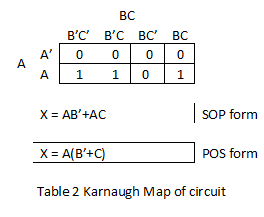 BC
B'C' B'C BC' BC
A
A' 0 0 0 0
A 1 1 0 1
X = AB'+AC SOP form
X = A(B'+C) POS form
Table 2 Karnaugh Map of circuit